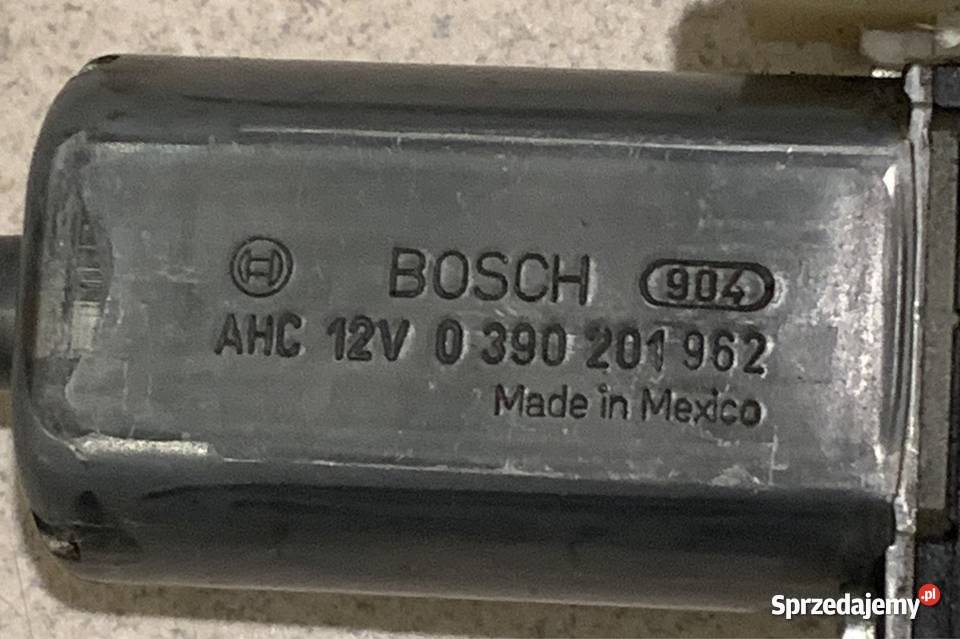 BOSCH 904
AHC 12V 0 390 201 962
Made in Mexico
Sprzedajemy.pl